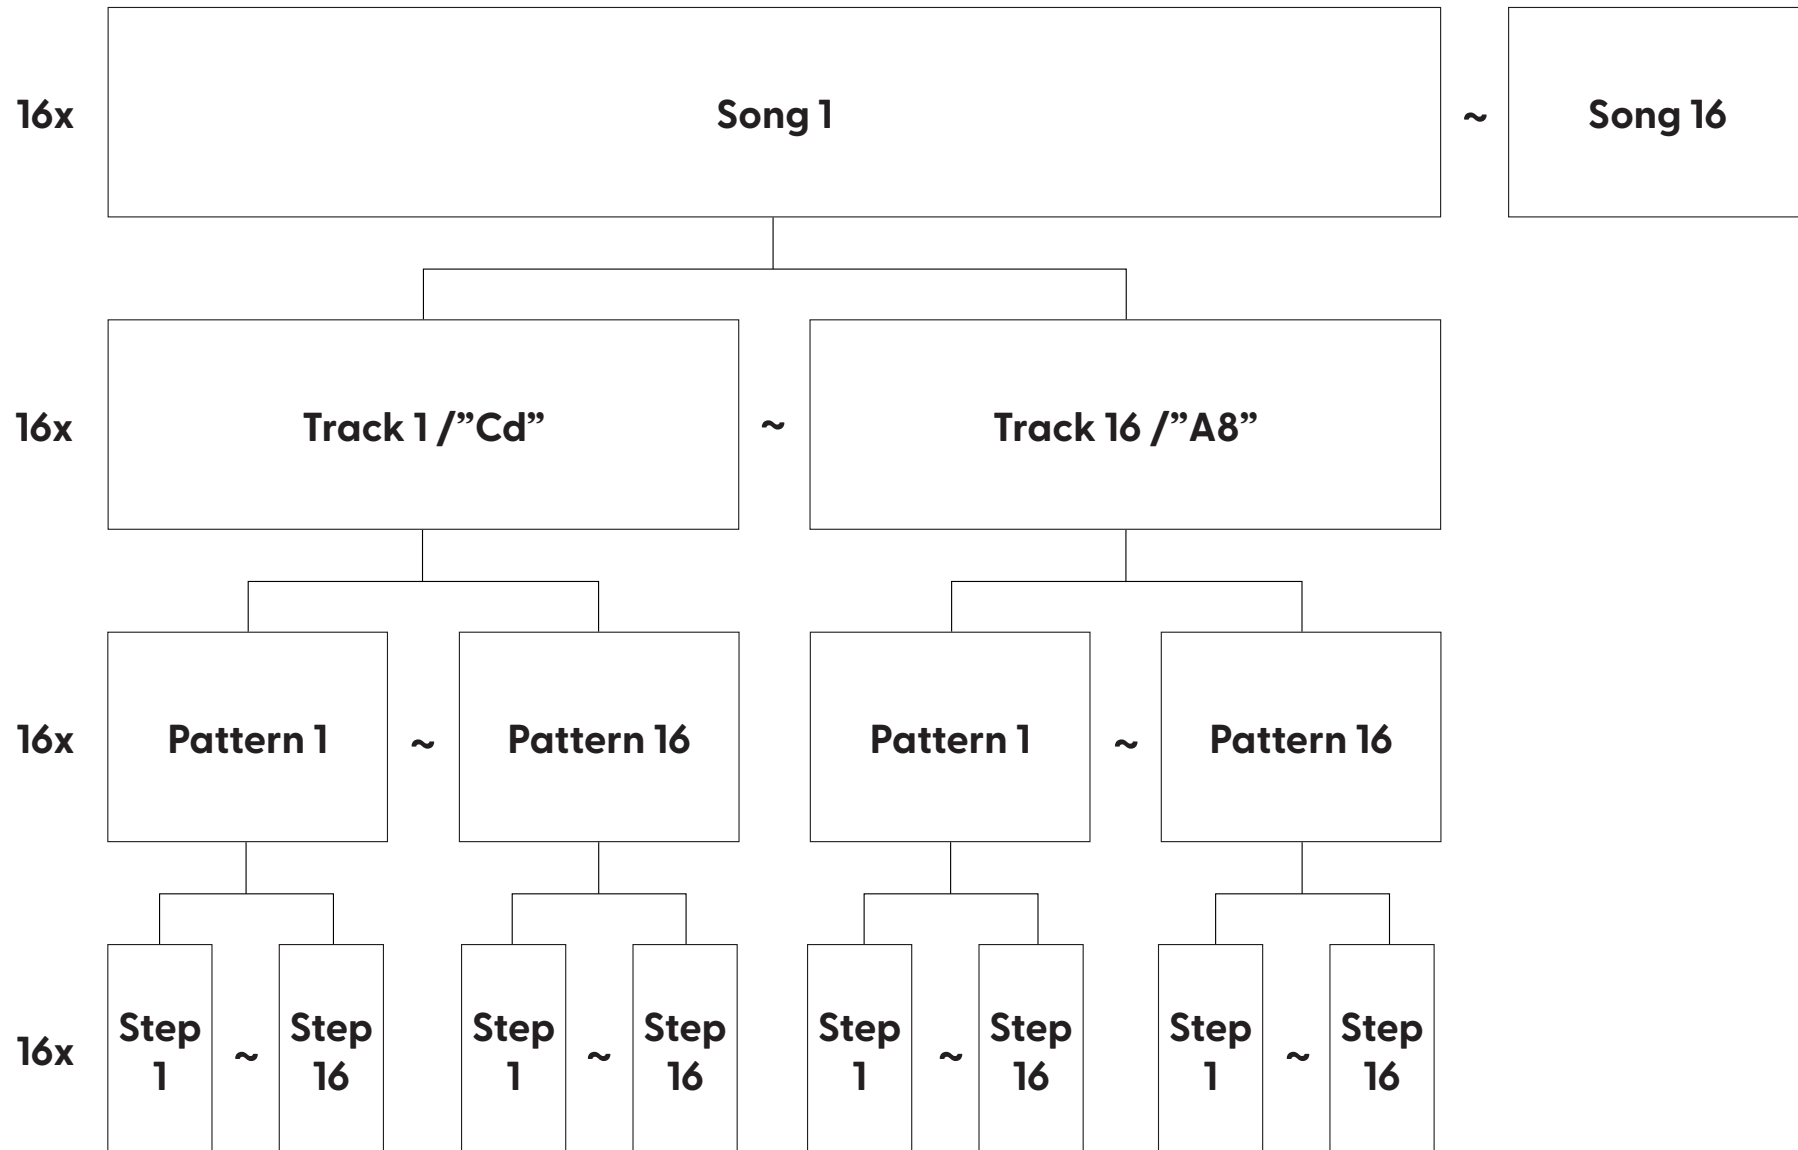 16x Song 1 ~ Song 16
16x Track 1 /”Cd” ~ Track 16 /”A8”
16x Pattern 1 ~ Pattern 16 Pattern 1 ~ Pattern 16
16x Step 1 ~ Step 16 Step 1 ~ Step 16 Step 1 ~ Step 16 Step 1 ~ Step 16